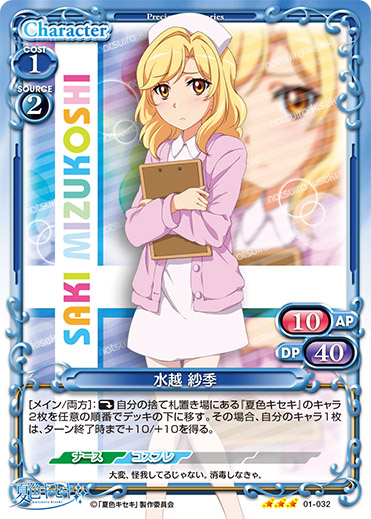 Precious Memories
Character
COST
1
SOURCE
2
SAKI MIZUKOSHI
natsuiro kiseki
10 AP
DP 40
水越 紗季
[メイン/両方]：自分の捨て札置き場にある『夏色キセキ』のキャラ
2枚を任意の順番でデッキの下に移す。その場合、自分のキャラ1枚
は、ターン終了時まで+10/+10を得る。
ナース コスプレ
大変、怪我してるじゃない。消毒しなきゃ。
夏色キセキ
©「夏色キセキ」製作委員会
01-032